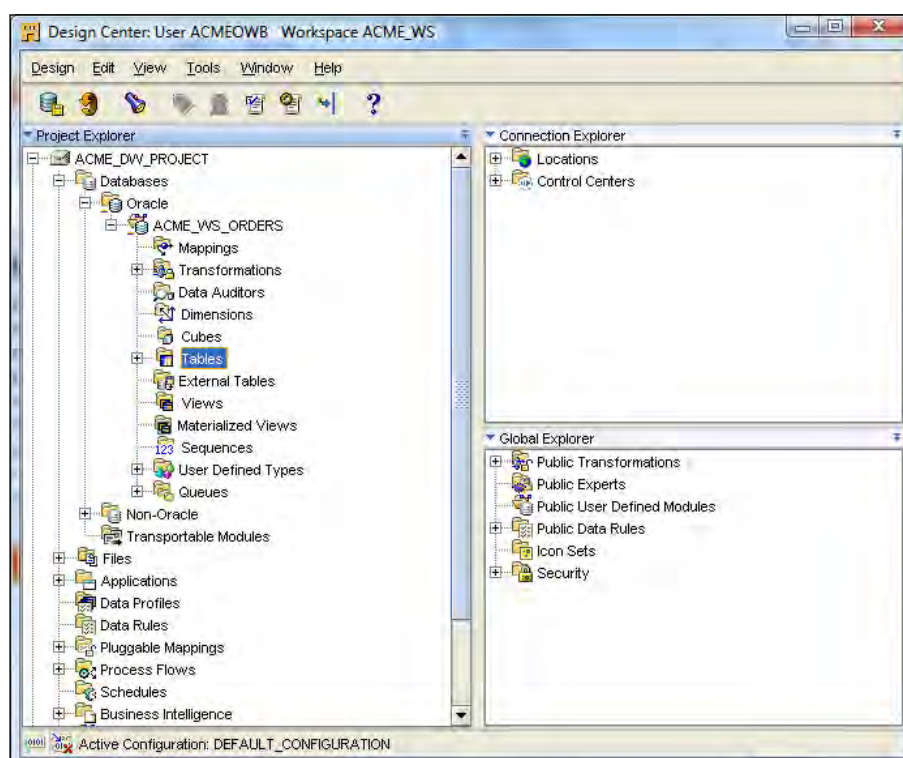 Design Center: User ACMEOWB Workspace ACME_WS
Design Edit View Tools Window Help
?
Project Explorer
ACME_DW_PROJECT
Databases
Oracle
ACME_WS_ORDERS
Mappings
Transformations
Data Auditors
Dimensions
Cubes
Tables
External Tables
Views
Materialized Views
123 Sequences
User Defined Types
Queues
Non-Oracle
Transportable Modules
Files
Applications
Data Profiles
Data Rules
Pluggable Mappings
Process Flows
Schedules
Business Intelligence
Connection Explorer
Locations
Control Centers
Global Explorer
Public Transformations
Public Experts
Public User Defined Modules
Public Data Rules
Icon Sets
Security
Active Configuration: DEFAULT_CONFIGURATION